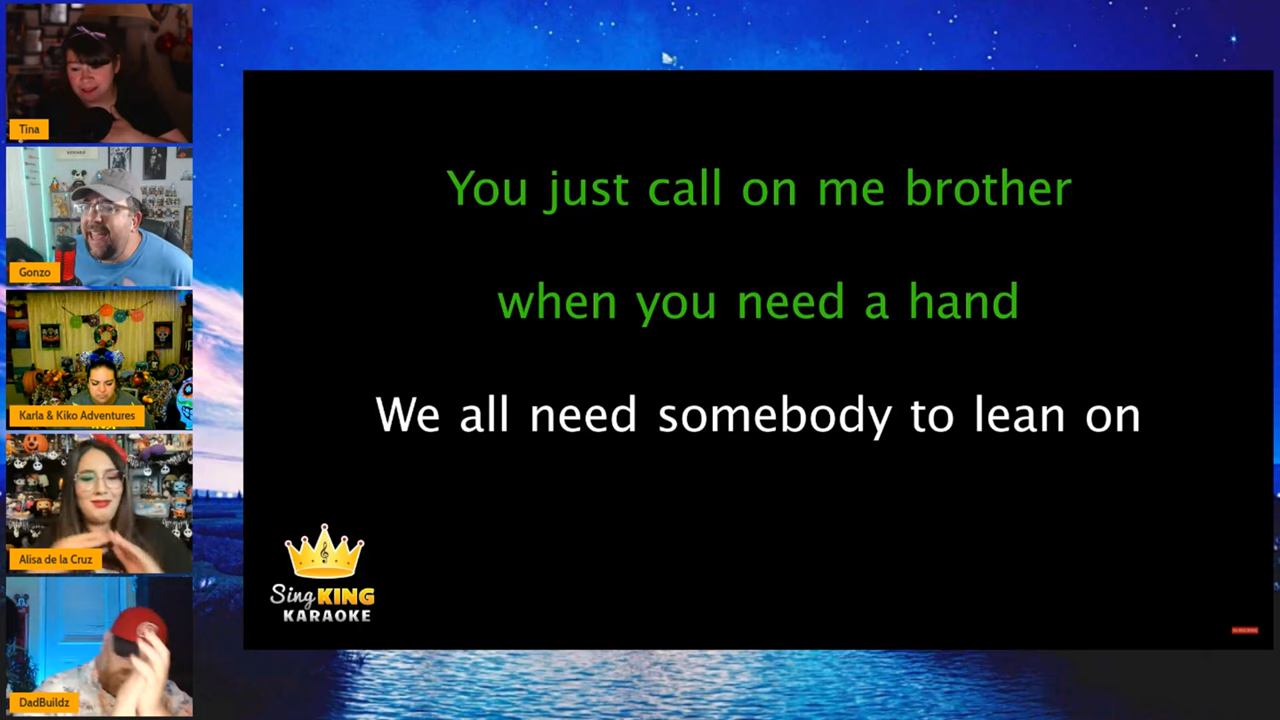 Tina
Gonzo
Karla & Kiko Adventures
Alisa de la Cruz
DadBuildz
You just call on me brother
when you need a hand
We all need somebody to lean on
Sing KING
KARAOKE